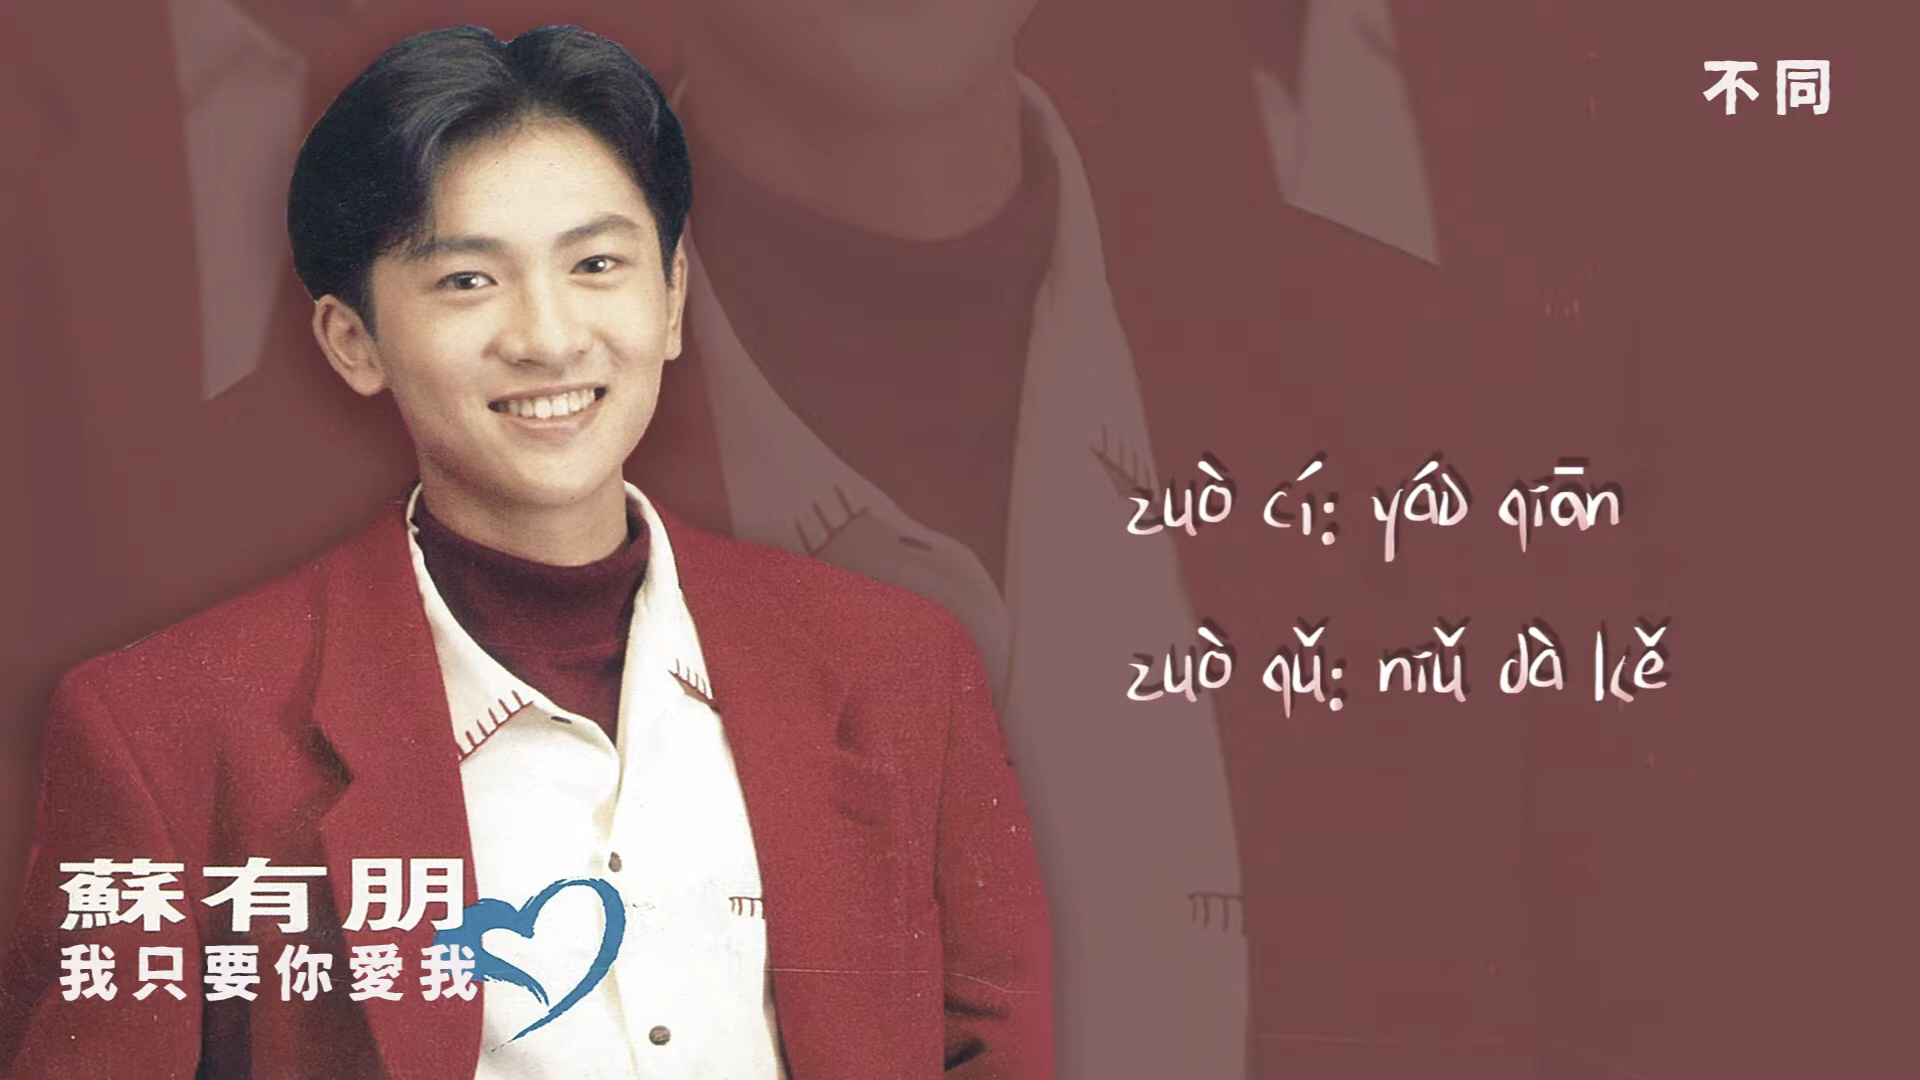 不同
zuò cí: yáo qiān
zuò qǔ: niǔ dà kě
蘇有朋
我只要你愛我